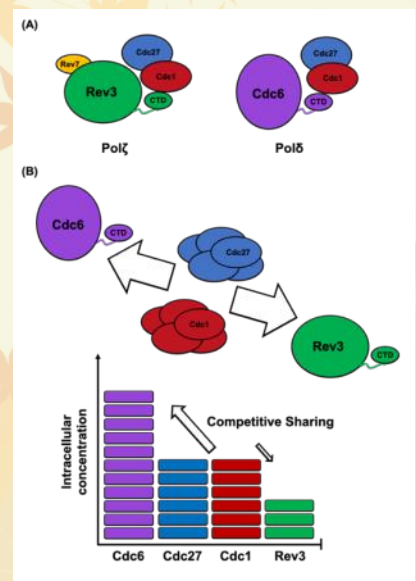 (A)
Rev7
Rev3
Cdc27
Cdc1
CTD
Polζ
Cdc6
Cdc27
Cdc1
CTD
Polδ
(B)
Cdc6
CTD
Cdc27
Cdc1
Rev3
CTD
Intracellular
concentration
Competitive Sharing
Cdc6 Cdc27 Cdc1 Rev3